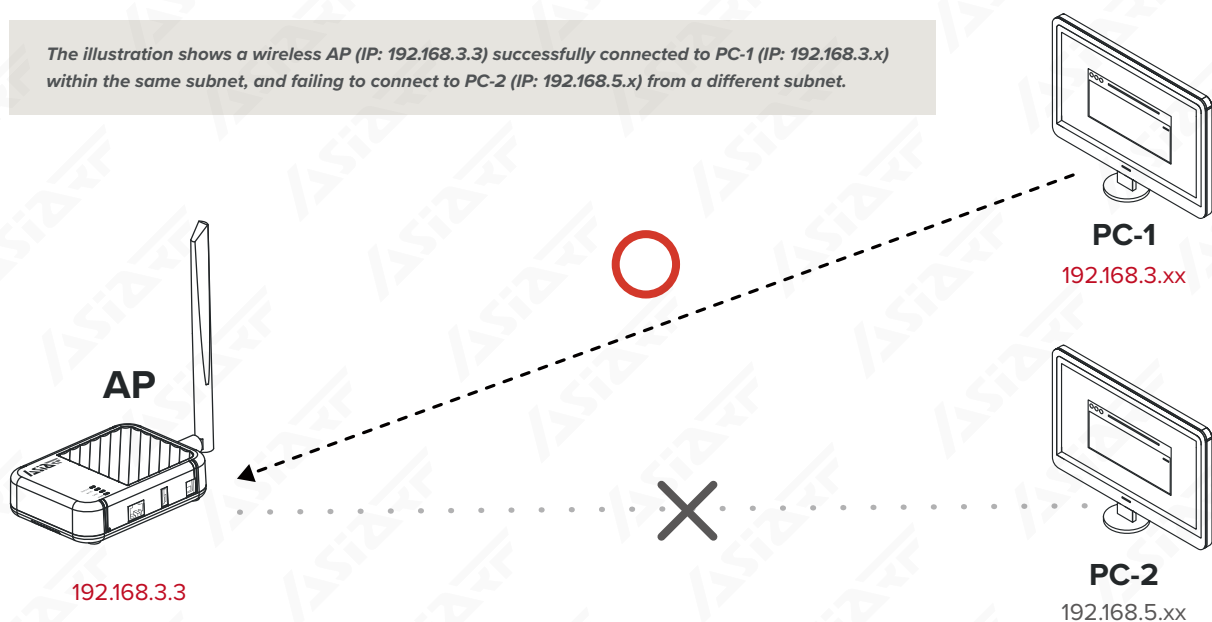 The illustration shows a wireless AP (IP: 192.168.3.3) successfully connected to PC-1 (IP: 192.168.3.x)
within the same subnet, and failing to connect to PC-2 (IP: 192.168.5.x) from a different subnet.
PC-1
192.168.3.xx
AP
ASiaRF
192.168.3.3
PC-2
192.168.5.xx